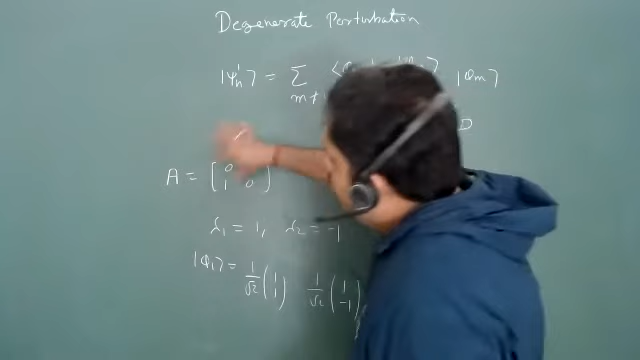 Degenerate Perturbation
|ψ'n⟩ = Σ |φm⟩
m≠
A = [ 0
1 0 ]
λ1 = 1, λ2 = -1
|φ1⟩ = 1/√2 (1 1) 1/√2 (1 -1)